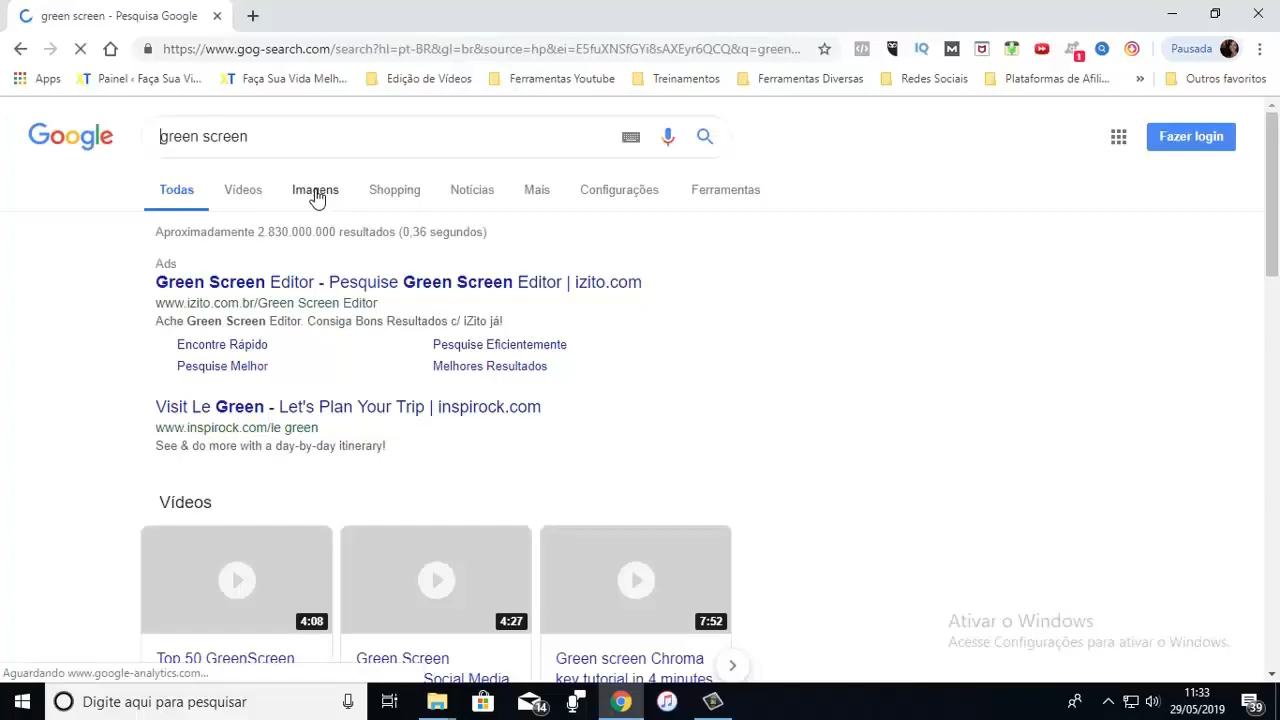 green screen - Pesquisa Google
https://www.gog-search.com/search?hl=pt-BR&gl=br&source=hp&ei=E5fuXNSfGYi8sAXEyr6QCQ&q=green...
Pausada
Apps
Painel ‹ Faça Sua Vi...
Faça Sua Vida Melh...
Edição de Vídeos
Ferramentas Youtube
Treinamentos
Ferramentas Diversas
Redes Sociais
Plataformas de Afili...
»
Outros favoritos
Google
green screen
Fazer login
Todas
Vídeos
Imagens
Shopping
Notícias
Mais
Configurações
Ferramentas
Aproximadamente 2.830.000.000 resultados (0,36 segundos)
Ads
Green Screen Editor - Pesquise Green Screen Editor | izito.com
www.izito.com.br/Green Screen Editor
Ache Green Screen Editor. Consiga Bons Resultados c/ iZito já!
Encontre Rápido
Pesquise Eficientemente
Pesquise Melhor
Melhores Resultados
Visit Le Green - Let's Plan Your Trip | inspirock.com
www.inspirock.com/le green
See & do more with a day-by-day itinerary!
Vídeos
4:08
4:27
7:52
Top 50 GreenScreen
Green Screen
Social Media
Green screen Chroma
key tutorial in 4 minutes
Ativar o Windows
Acesse Configurações para ativar o Windows.
Aguardando www.google-analytics.com...
Digite aqui para pesquisar
14
11:33
29/05/2019
39